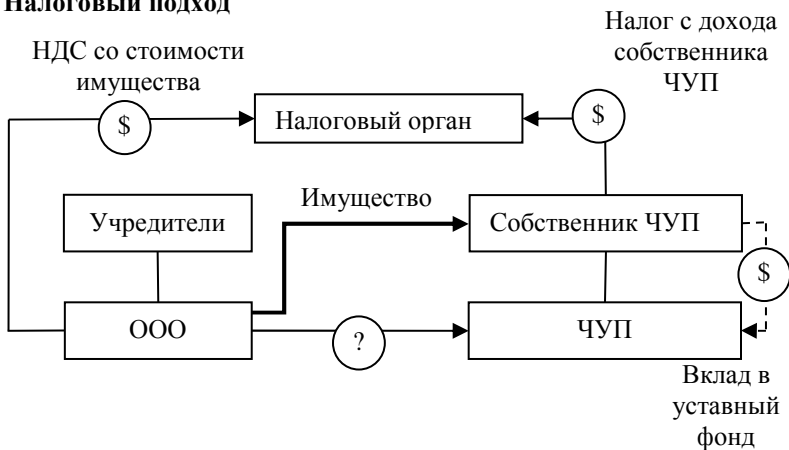 Налоговый подход
Налог с дохода
собственника
ЧУП
НДС со стоимости
имущества
$
Налоговый орган
$
Учредители
Имущество
Собственник ЧУП
$
ООО
?
ЧУП
Вклад в
уставный
фонд